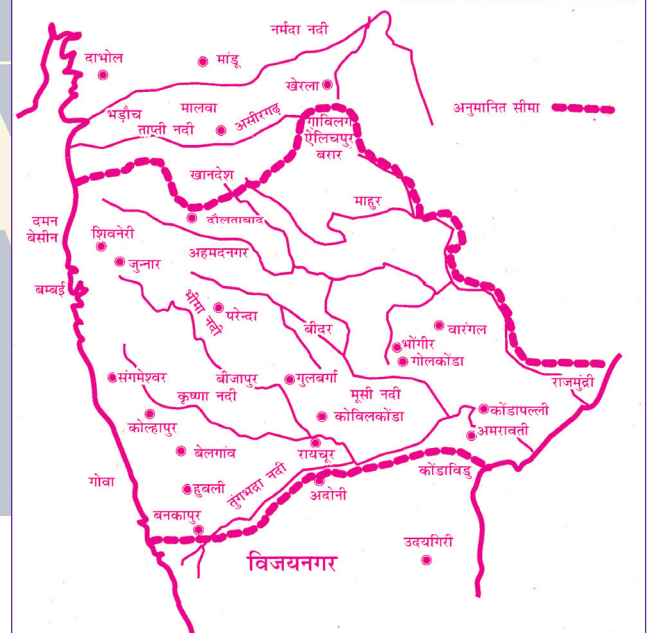 नर्मदा नदी
दाभोल
मांडू
खेरला
मालवा
भड़ौच
असीरगढ़
ताप्ती नदी
अनुमानित सीमा
गाविलग
ऐलिचपुर
बरार
खानदेश
माहुर
दौलताबाद
दमन
बेसीन
शिवनेरी
जुन्नार
अहमदनगर
बम्बई
भीमा नदी
परेन्दा
बीदर
वारंगल
भोंगीर
गोलकोंडा
राजमुंद्री
संगमेश्वर
बीजापुर
गुलबर्गा
मूसी नदी
कृष्णा नदी
कोल्हापुर
कोविलकोंडा
कोंडापल्ली
अमरावती
बेलगांव
रायचूर
गोवा
हुबली
तुंगभद्रा नदी
अदोनी
कोंडाविडु
बनकापुर
विजयनगर
उदयगिरी